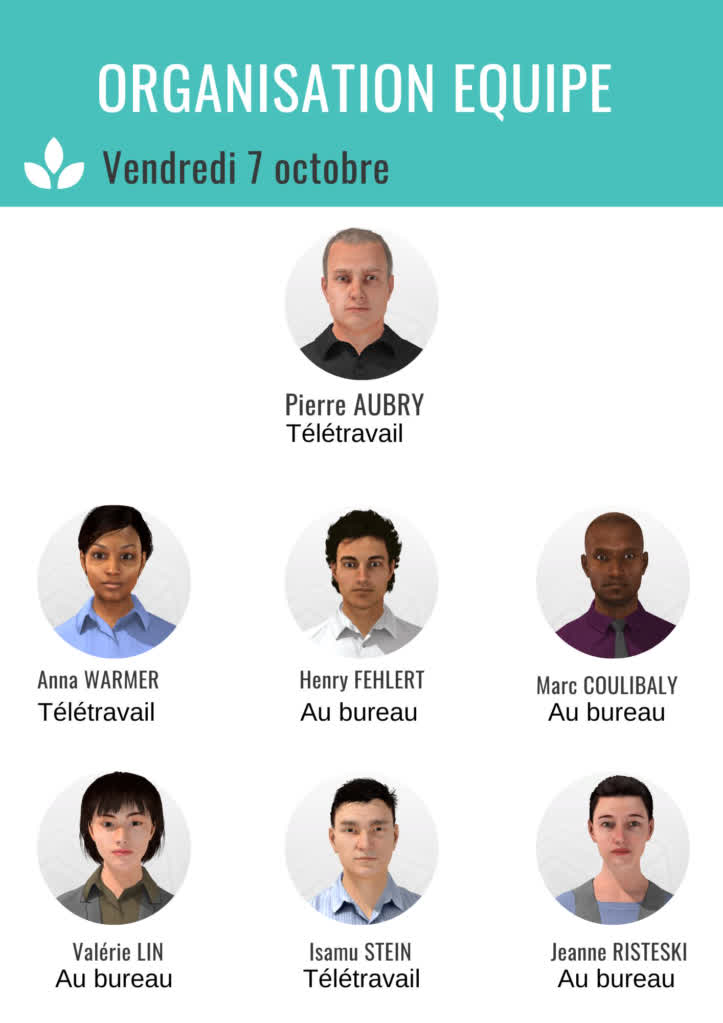 ORGANISATION EQUIPE
Vendredi 7 octobre
Pierre AUBRY
Télétravail
Anna WARMER
Télétravail
Henry FEHLERT
Au bureau
Marc COULIBALY
Au bureau
Valérie LIN
Au bureau
Isamu STEIN
Télétravail
Jeanne RISTESKI
Au bureau